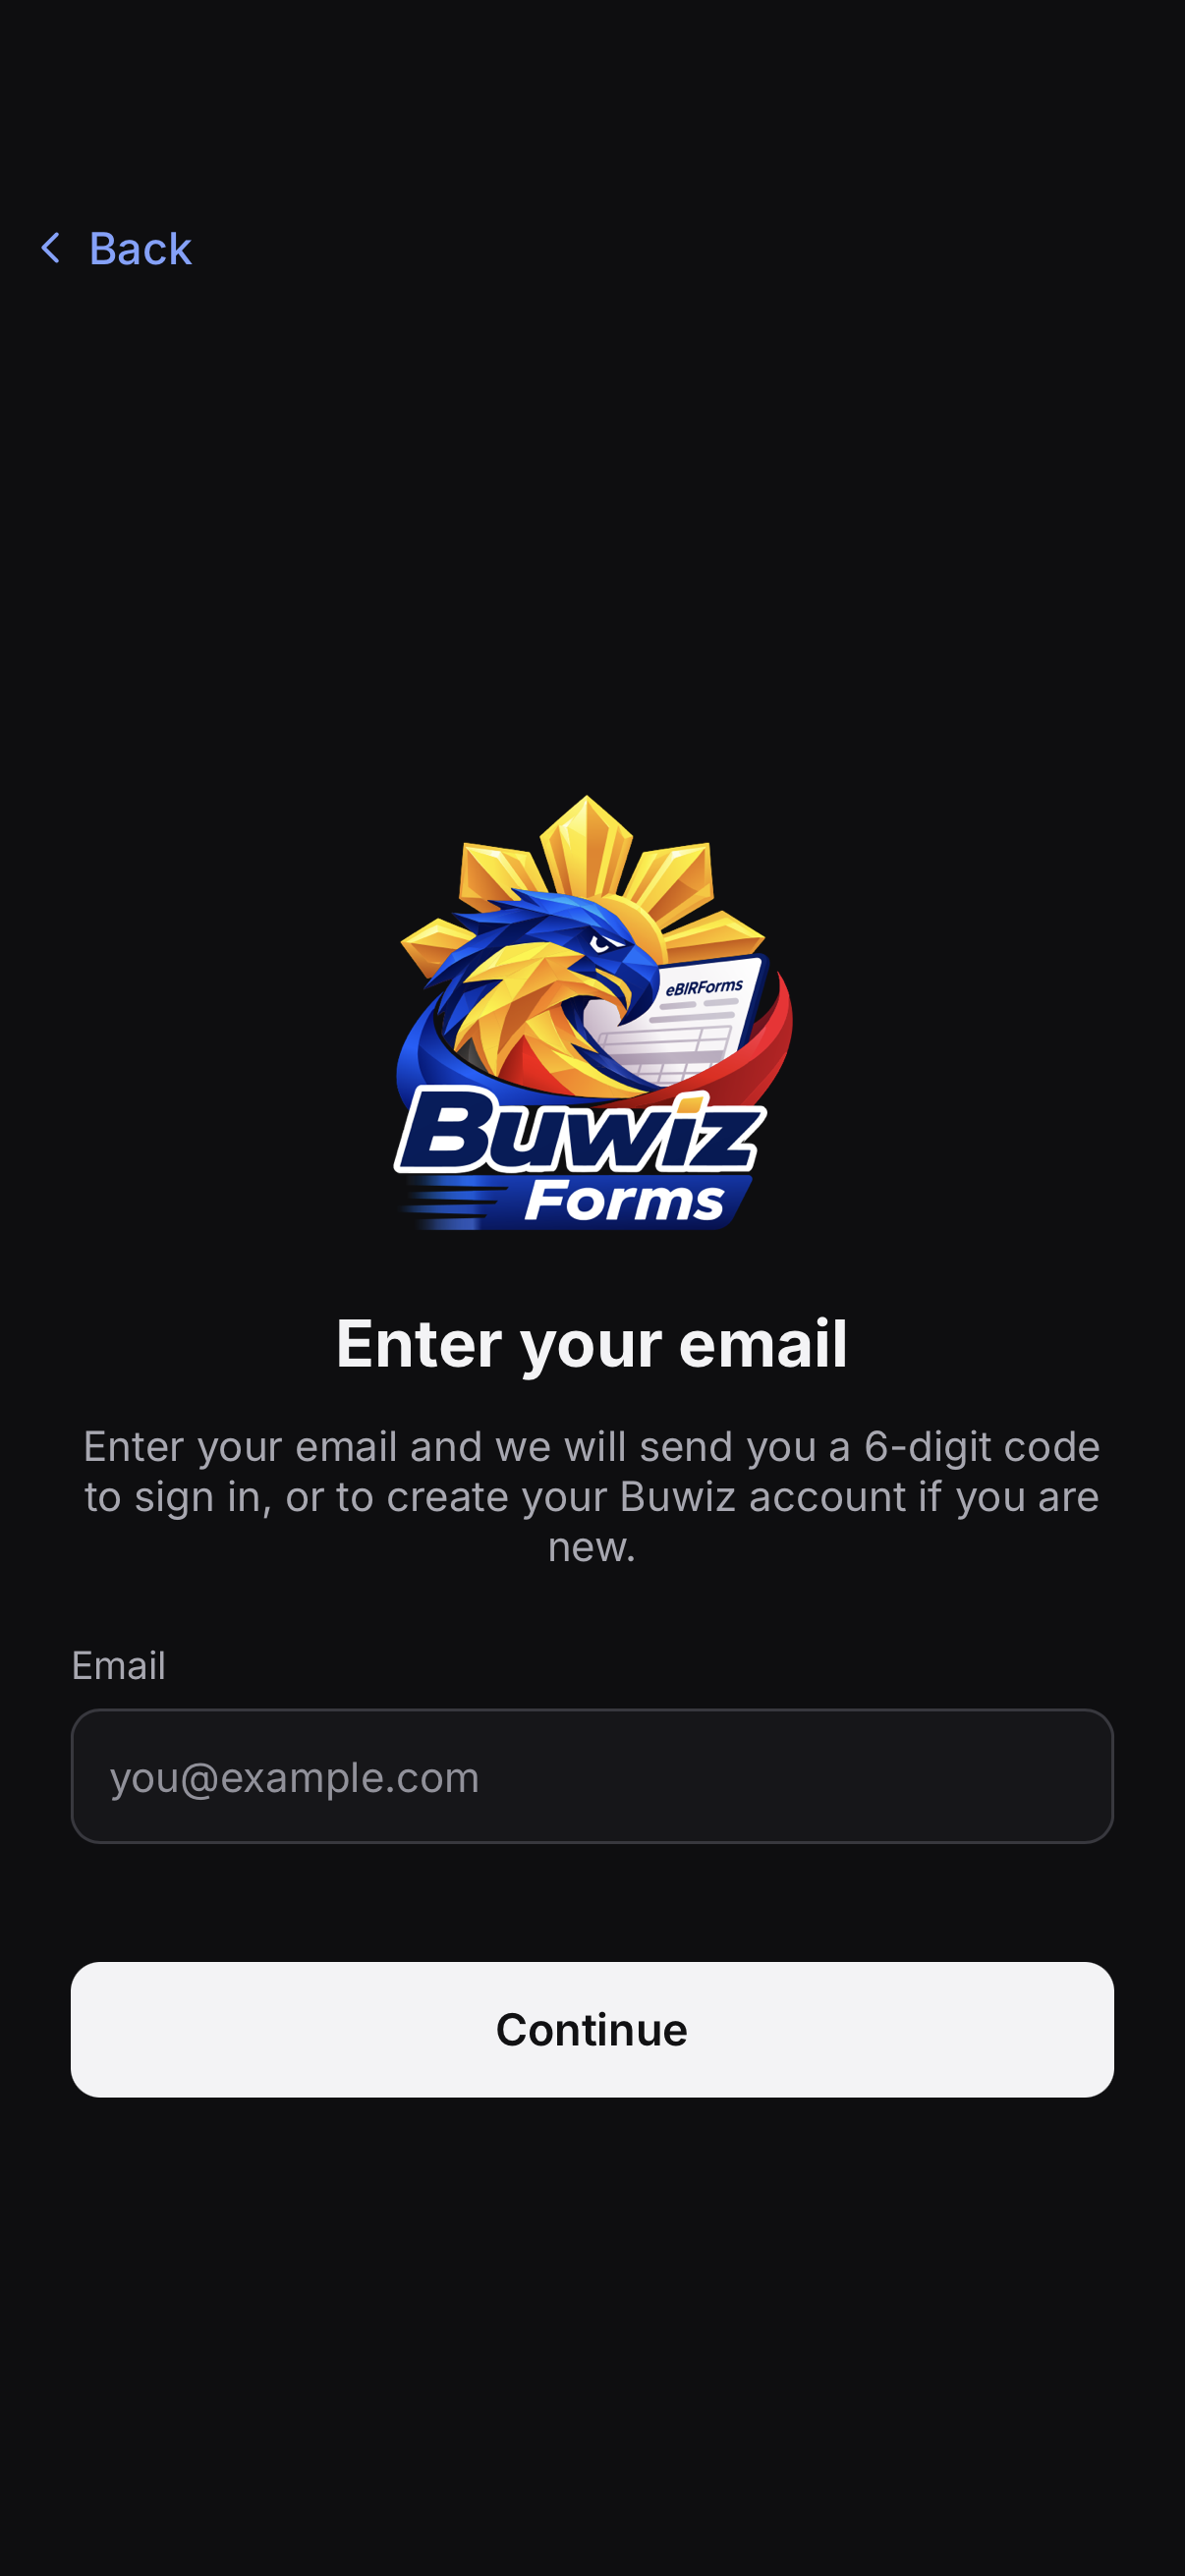 Back
eBIRForms
Buwiz
Forms
Enter your email
Enter your email and we will send you a 6-digit code
to sign in, or to create your Buwiz account if you are
new.
Email
you@example.com
Continue